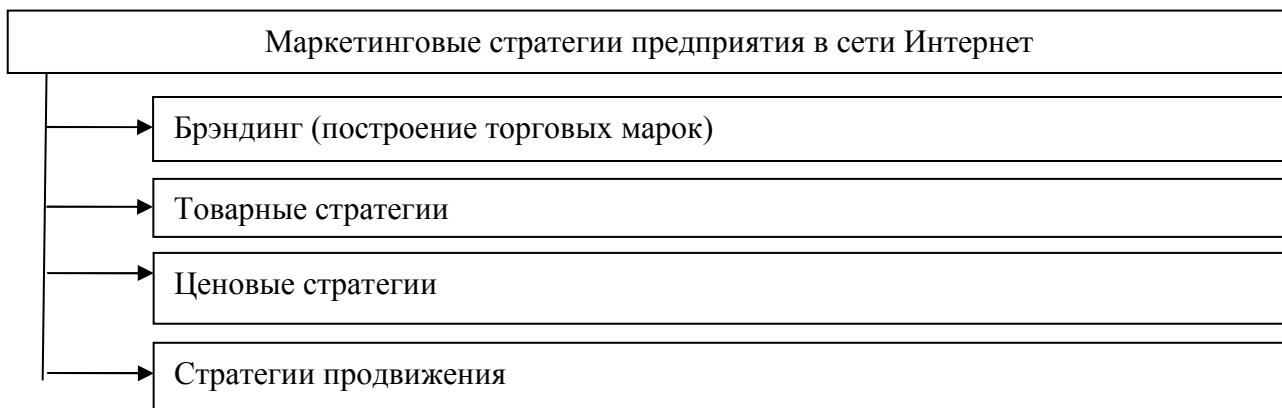 Маркетинговые стратегии предприятия в сети Интернет
Брэндинг (построение торговых марок)
Товарные стратегии
Ценовые стратегии
Стратегии продвижения